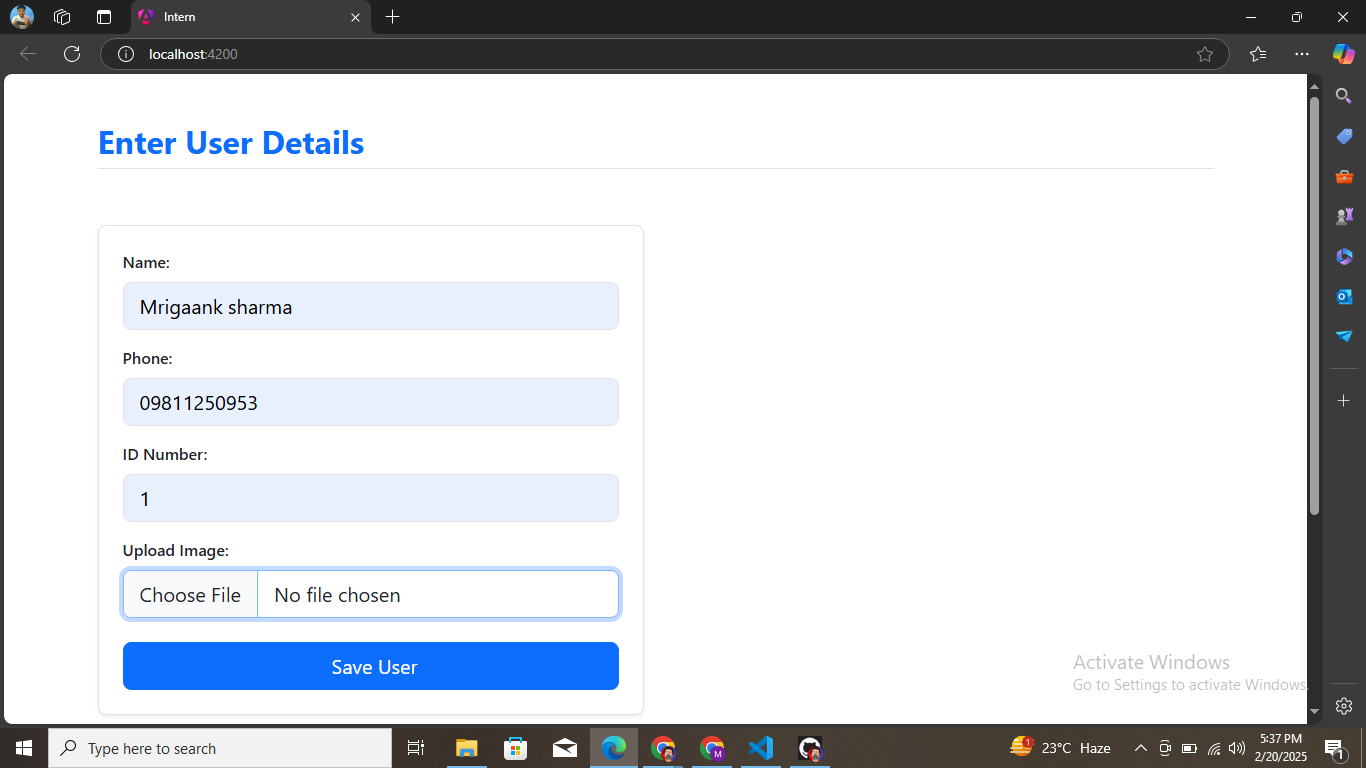 Intern
localhost:4200
Enter User Details
Name:
Mrigaank sharma
Phone:
09811250953
ID Number:
1
Upload Image:
Choose File No file chosen
Save User
Activate Windows
Go to Settings to activate Windows.
Type here to search
M
23°C Haze
5:37 PM
2/20/2025
1
1